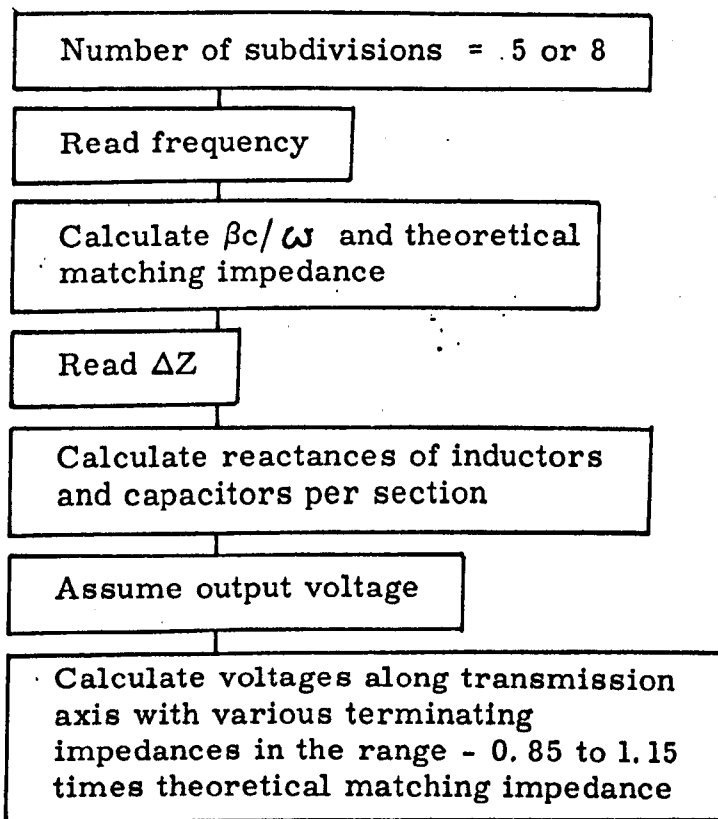 Number of subdivisions = .5 or 8
Read frequency
Calculate βc/ω and theoretical
matching impedance
Read ΔZ
Calculate reactances of inductors
and capacitors per section
Assume output voltage
Calculate voltages along transmission
axis with various terminating
impedances in the range - 0.85 to 1.15
times theoretical matching impedance